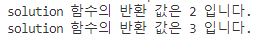 solution 함수의 반환 값은 2 입니다.
solution 함수의 반환 값은 3 입니다.